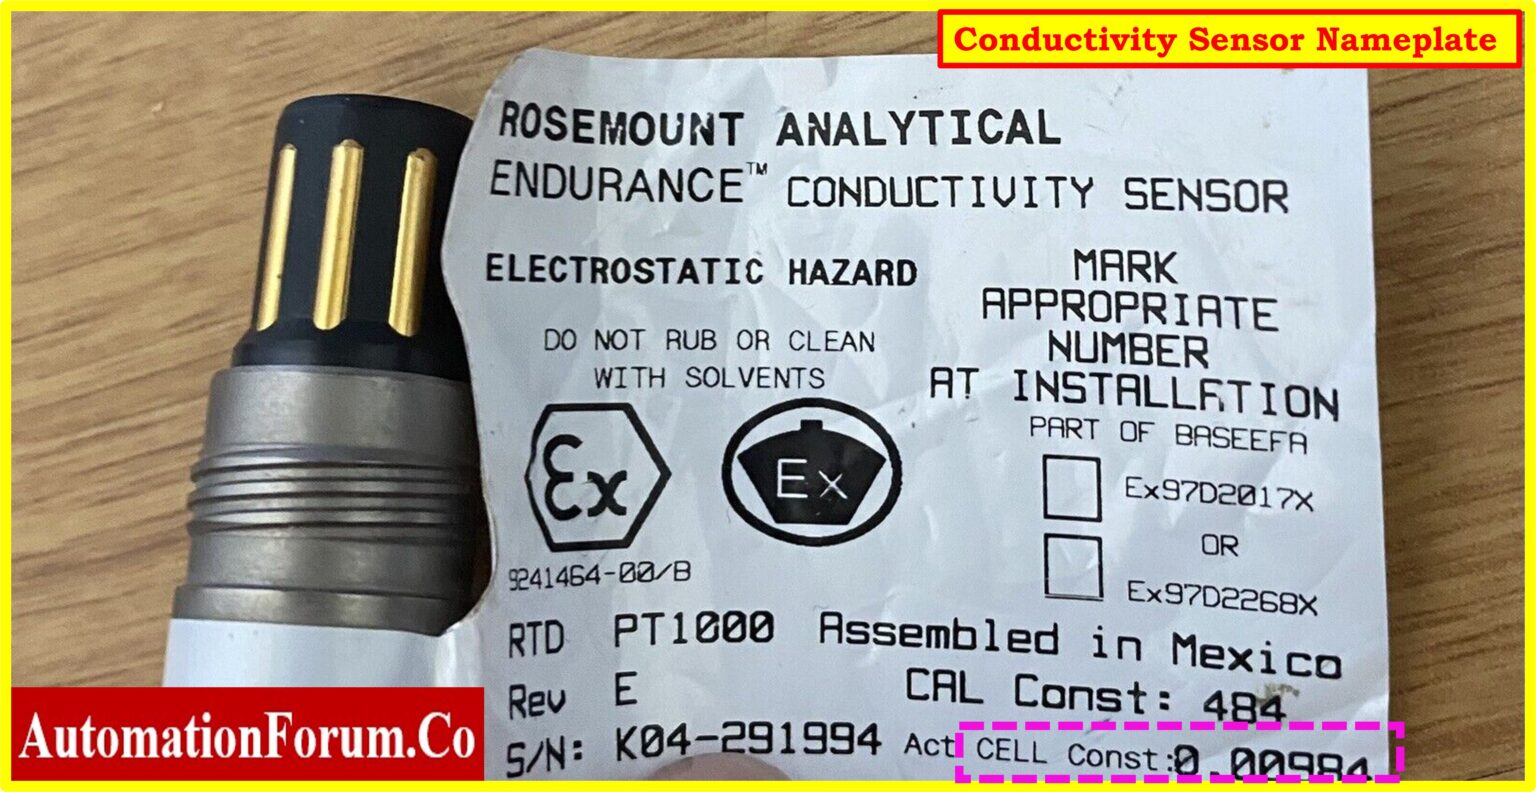 Conductivity Sensor Nameplate
ROSEMOUNT ANALYTICAL
ENDURANCE™ CONDUCTIVITY SENSOR
ELECTROSTATIC HAZARD
DO NOT RUB OR CLEAN
WITH SOLVENTS
MARK
APPROPRIATE
NUMBER
AT INSTALLATION
PART OF BASEEFA
Ex97D2017X
OR
Ex97D2268X
Ex
Ex
9241464-00/B
RTD PT1000 Assembled in Mexico
Rev E CAL Const: 484
S/N: K04-291994 Act CELL Const:0.00984
AutomationForum.Co